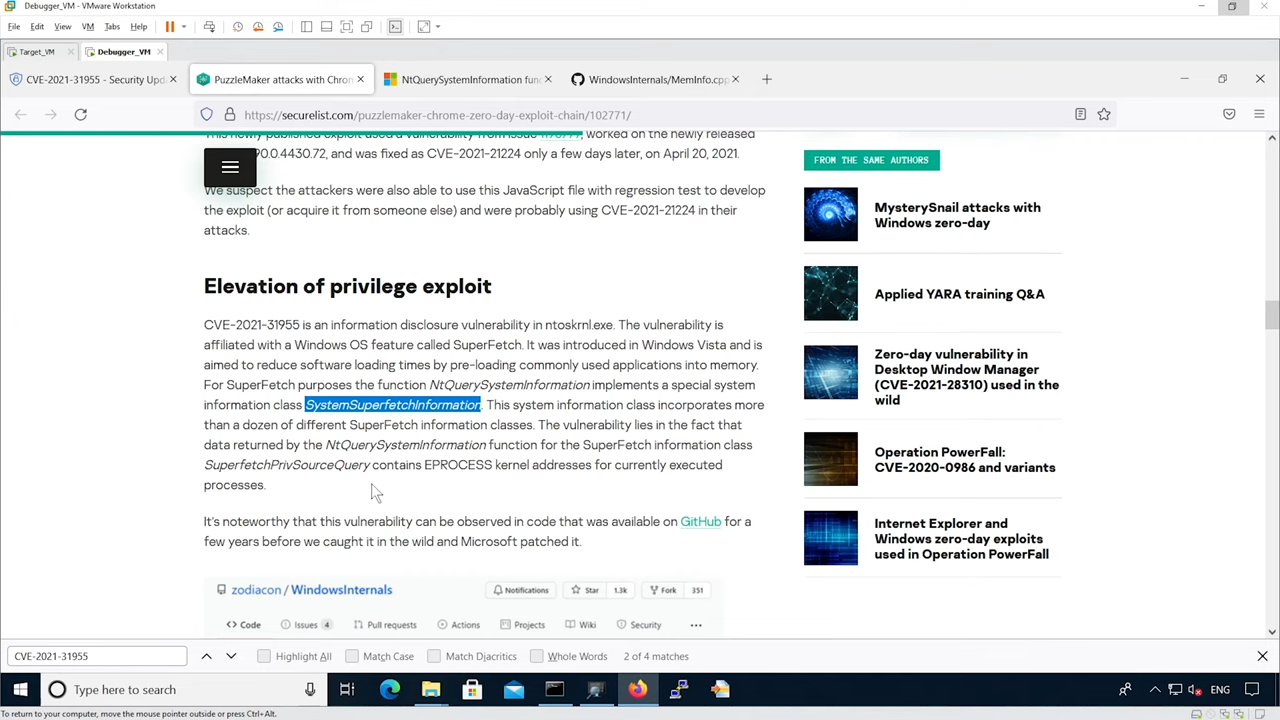 Debugger_VM - VMware Workstation
File Edit View VM Tabs Help
Target_VM
Debugger_VM
CVE-2021-31955 - Security Upd
PuzzleMaker attacks with Chron
NtQuerySystemInformation func
WindowsInternals/MemInfo.cpp
https://securelist.com/puzzlemaker-chrome-zero-day-exploit-chain/102771/
This newly published exploit used a vulnerability from issue 1195777, worked on the newly released
90.0.4430.72, and was fixed as CVE-2021-21224 only a few days later, on April 20, 2021.
We suspect the attackers were also able to use this JavaScript file with regression test to develop
the exploit (or acquire it from someone else) and were probably using CVE-2021-21224 in their
attacks.
Elevation of privilege exploit
CVE-2021-31955 is an information disclosure vulnerability in ntoskrnl.exe. The vulnerability is
affiliated with a Windows OS feature called SuperFetch. It was introduced in Windows Vista and is
aimed to reduce software loading times by pre-loading commonly used applications into memory.
For SuperFetch purposes the function NtQuerySystemInformation implements a special system
information class SystemSuperfetchInformation. This system information class incorporates more
than a dozen of different SuperFetch information classes. The vulnerability lies in the fact that
data returned by the NtQuerySystemInformation function for the SuperFetch information class
SuperfetchPrivSourceQuery contains EPROCESS kernel addresses for currently executed
processes.
It's noteworthy that this vulnerability can be observed in code that was available on GitHub for a
few years before we caught it in the wild and Microsoft patched it.
zodiacon / WindowsInternals
Notifications
Star 1.3k
Fork 351
Code
Issues 4
Pull requests
Actions
Projects
Wiki
Security
FROM THE SAME AUTHORS
MysterySnail attacks with
Windows zero-day
Applied YARA training Q&A
Zero-day vulnerability in
Desktop Window Manager
(CVE-2021-28310) used in the
wild
Operation PowerFall:
CVE-2020-0986 and variants
Internet Explorer and
Windows zero-day exploits
used in Operation PowerFall
CVE-2021-31955
Highlight All
Match Case
Match Diacritics
Whole Words
2 of 4 matches
Type here to search
ENG
To return to your computer, move the mouse pointer outside or press Ctrl+Alt.